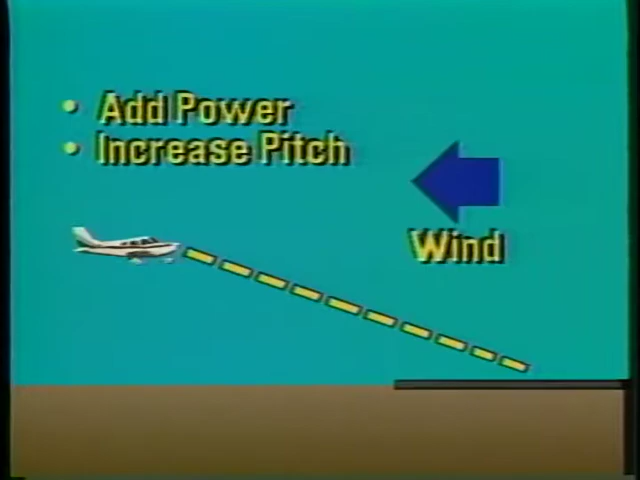 • Add Power
• Increase Pitch
Wind